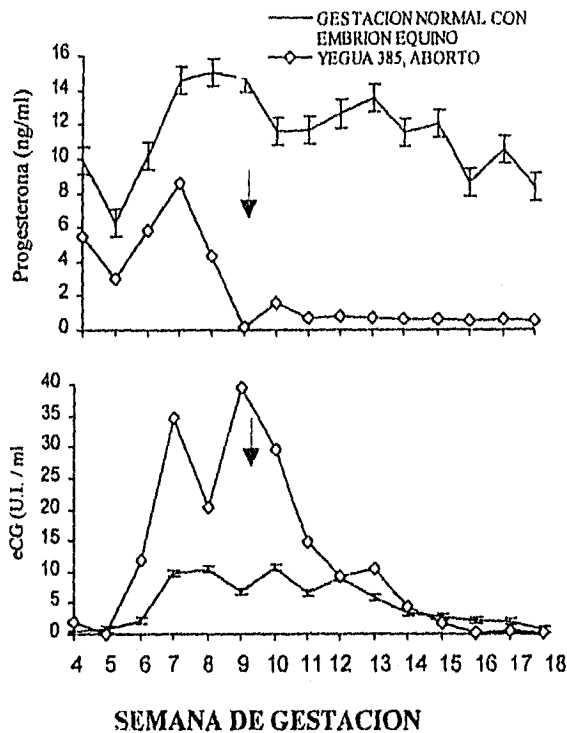 GESTACION NORMAL CON
EMBRION EQUINO
YEGUA 385, ABORTO
Progesterona (ng/ml)
16
14
12
10
8
6
4
2
0
eCG (U.I. / ml
40
35
30
25
20
15
10
5
0
4 5 6 7 8 9 10 11 12 13 14 15 16 17 18
SEMANA DE GESTACION